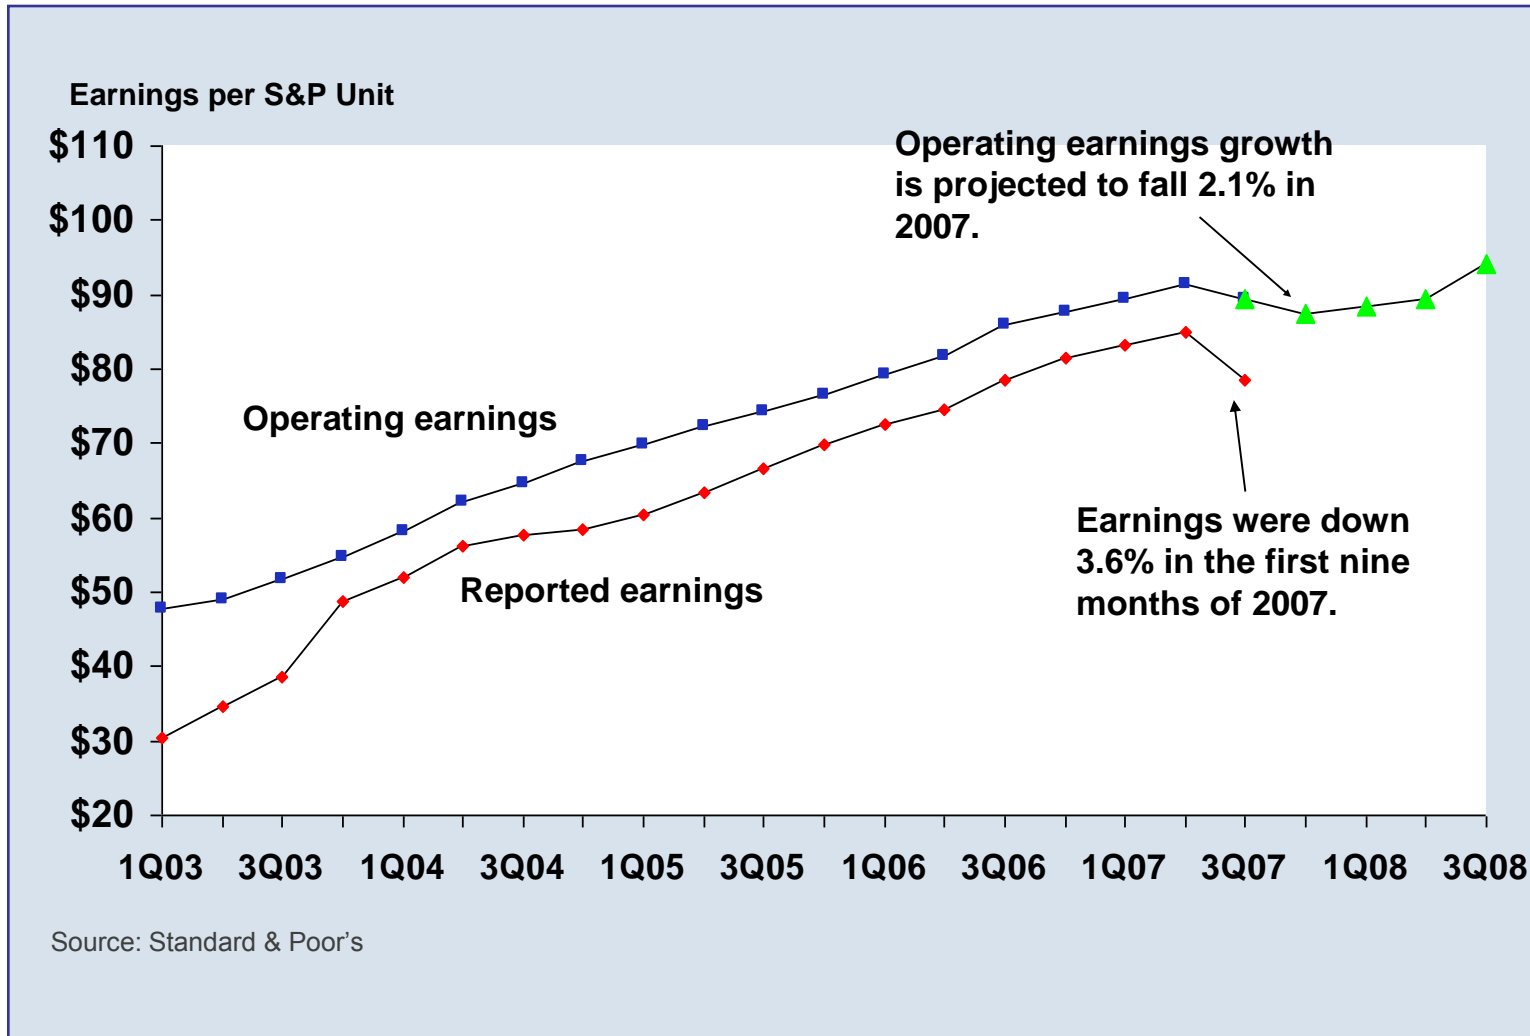 Earnings per S&P Unit
$110
$100
$90
$80
$70
$60
$50
$40
$30
$20
Operating earnings growth
is projected to fall 2.1% in
2007.
Operating earnings
Reported earnings
Earnings were down
3.6% in the first nine
months of 2007.
1Q03 3Q03 1Q04 3Q04 1Q05 3Q05 1Q06 3Q06 1Q07 3Q07 1Q08 3Q08
Source: Standard & Poor’s